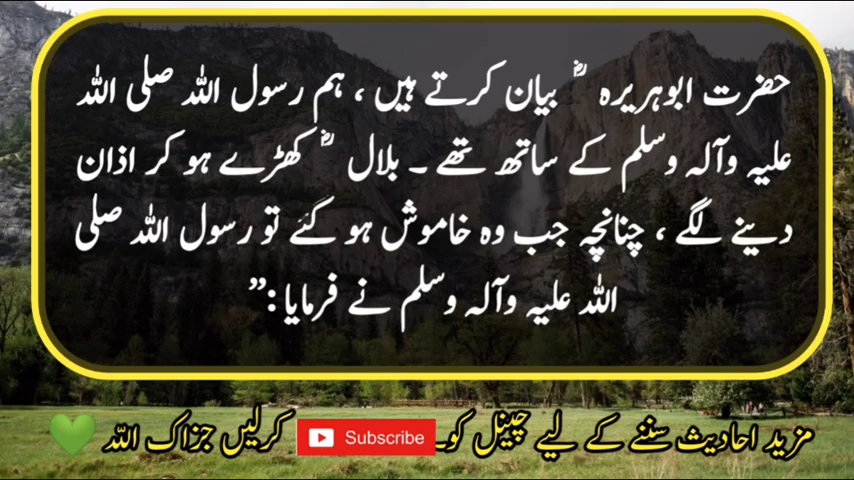 حضرت ابوہریرہ ؓ بیان کرتے ہیں ، ہم رسول اللہ صلی اللہ
علیہ وآلہ وسلم کے ساتھ تھے ۔ بلال ؓ کھڑے ہو کر اذان
دینے لگے ، چنانچہ جب وہ خاموش ہو گئے تو رسول اللہ صلی
اللہ علیہ وآلہ وسلم نے فرمایا :”
مزید احادیث سننے کے لیے چینل کو Subscribe کرلیں جزاک اللہ 💚